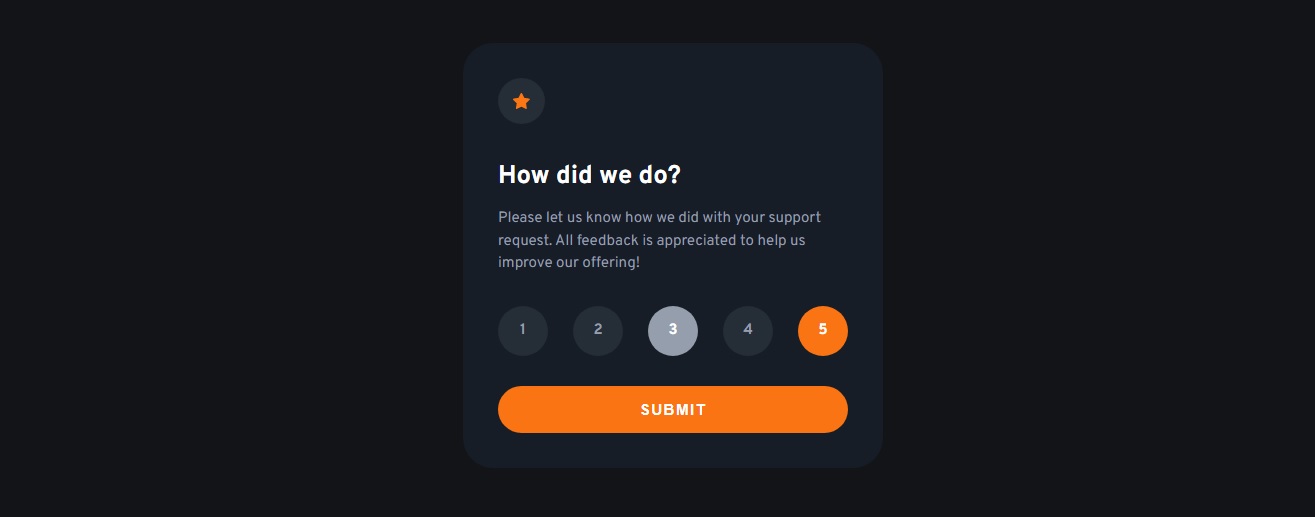 How did we do?
Please let us know how we did with your support
request. All feedback is appreciated to help us
improve our offering!
1 2 3 4 5
SUBMIT